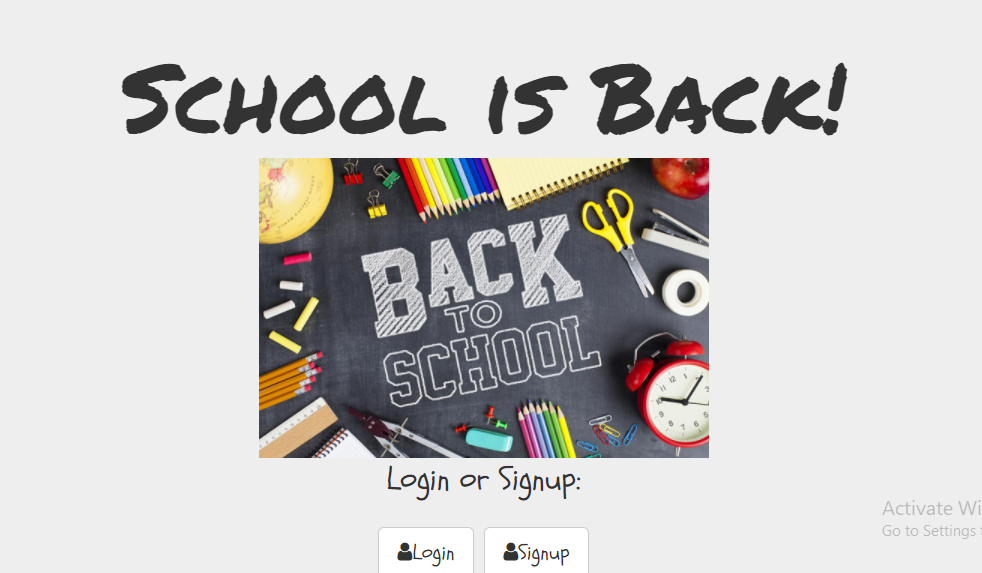 School is Back!
BACK
TO
SCHOOL
Login or Signup:
Login Signup
Activate Wi
Go to Settings